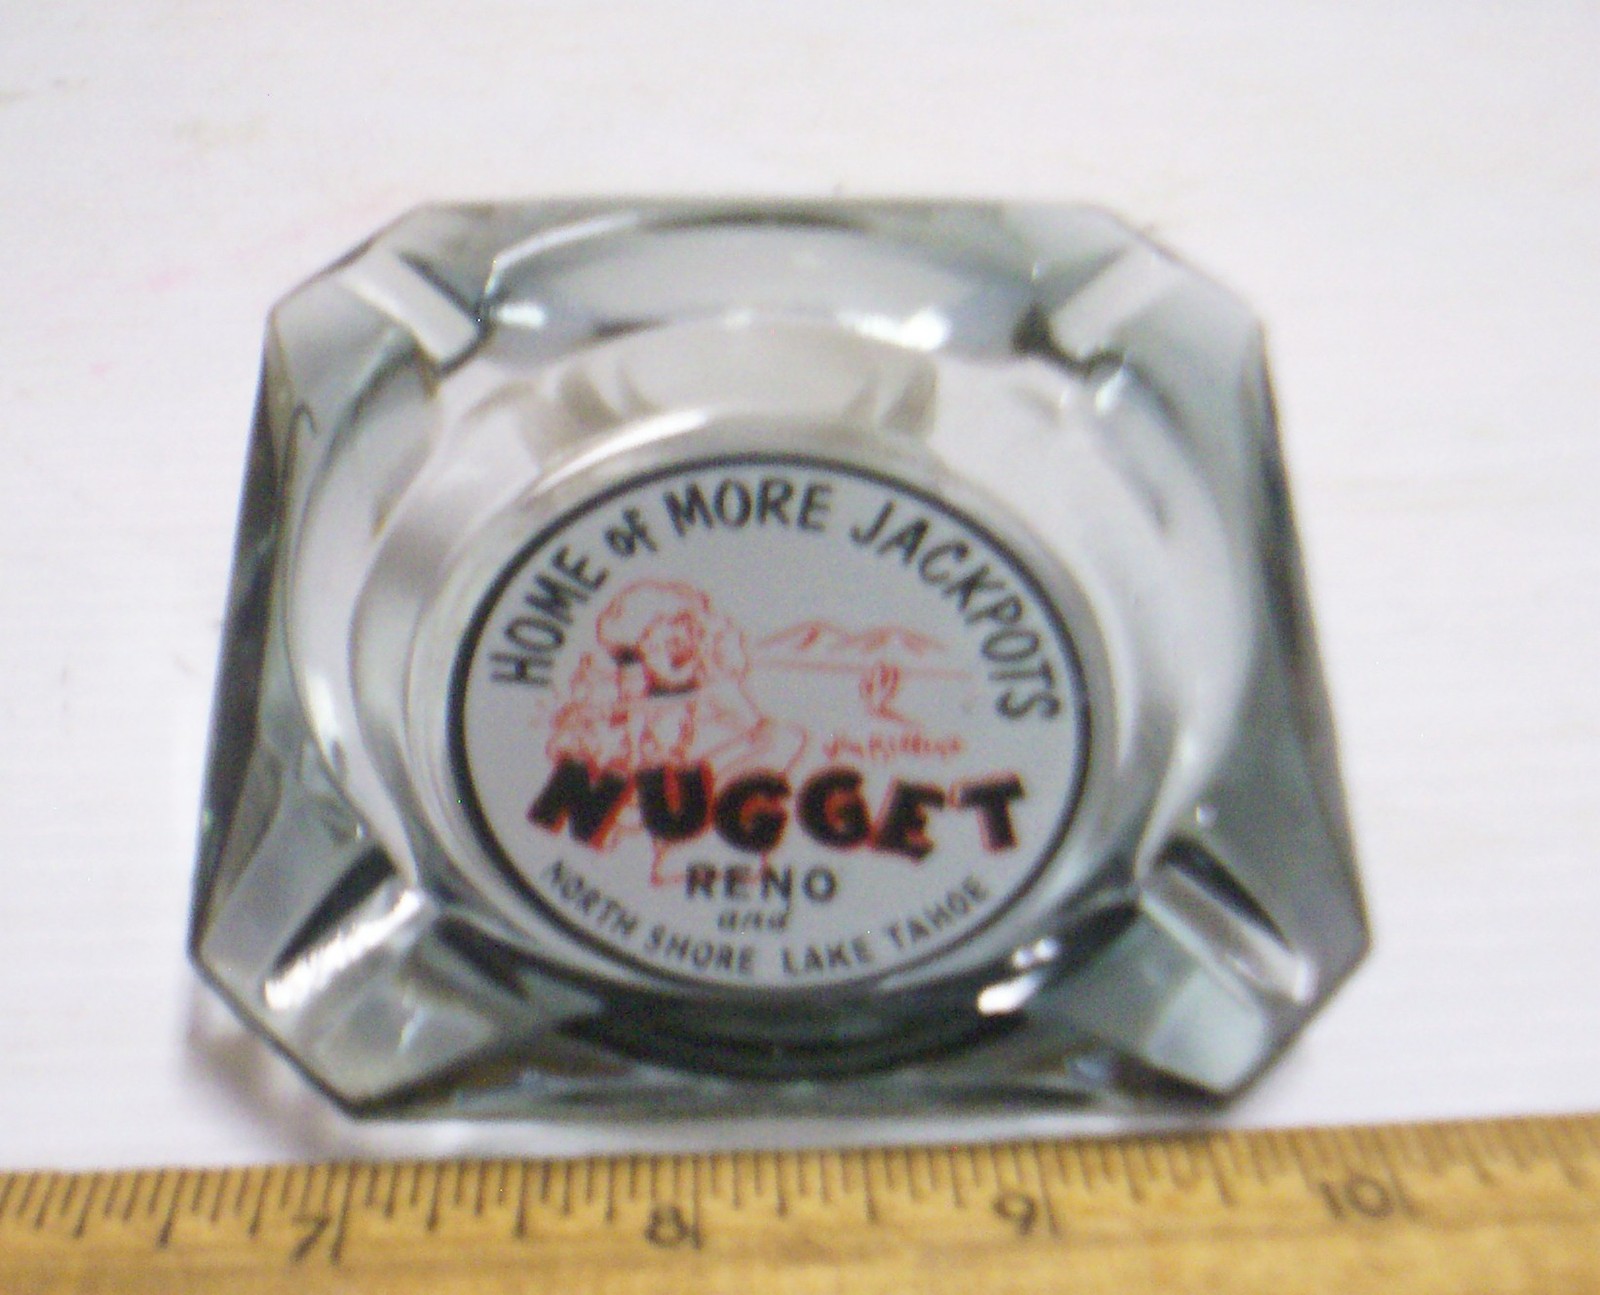 HOME of MORE JACKPOTS
NUGGET
RENO
and
NORTH SHORE LAKE TAHOE
7 8 9 10